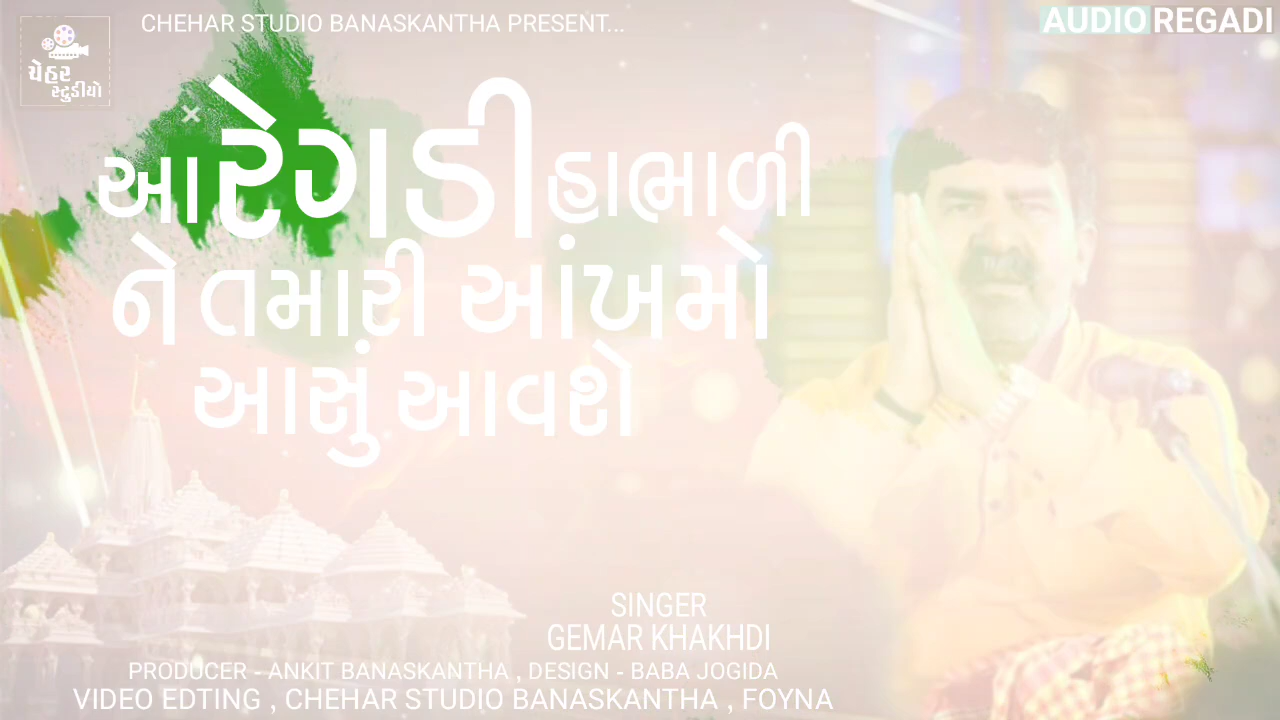 CHEHAR STUDIO BANASKANTHA PRESENT...
AUDIO REGADI
ચેહર
સ્ટુડીયો
આ રેગડી હાભાળી
ને તમારી આંખમો
આસું આવશે
SINGER
GEMAR KHAKHDI
PRODUCER - ANKIT BANASKANTHA , DESIGN - BABA JOGIDA
VIDEO EDTING , CHEHAR STUDIO BANASKANTHA , FOYNA